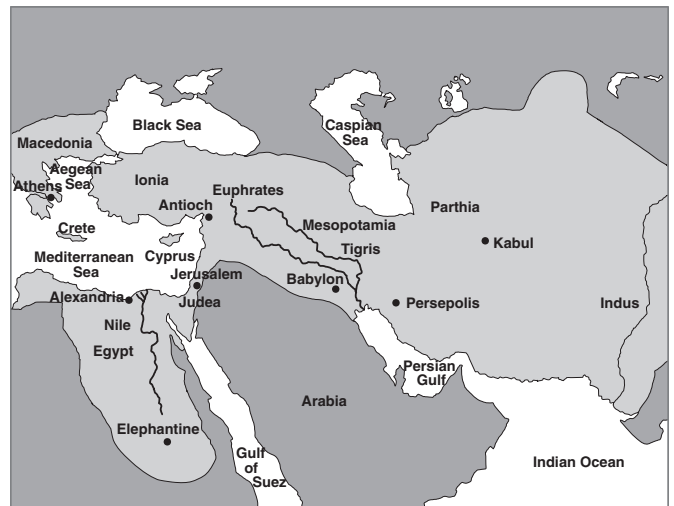 Black Sea
Caspian
Sea
Macedonia
Aegean
Sea
Athens
Ionia
Euphrates
Antioch
Parthia
Mesopotamia
Crete
Kabul
Tigris
Mediterranean
Sea
Cyprus
Jerusalem
Babylon
Alexandria
Judea
Persepolis
Indus
Nile
Egypt
Persian
Gulf
Arabia
Elephantine
Gulf
of
Suez
Indian Ocean